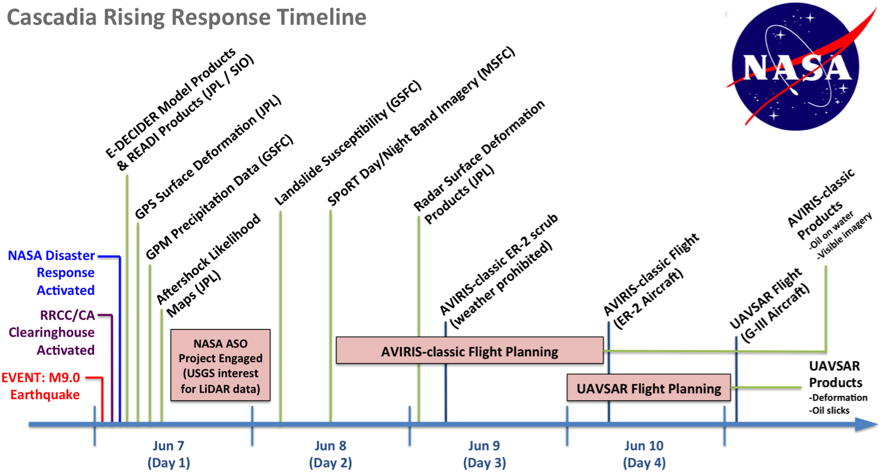 Cascadia Rising Response Timeline
NASA
E-DECIDER Model Products
& READI Products (JPL / SIO)
GPS Surface Deformation (JPL)
GPM Precipitation Data (GSFC)
Aftershock Likelihood
Maps (JPL)
Landslide Susceptibility (GSFC)
SPoRT Day/Night Band Imagery (MSFC)
Radar Surface Deformation
Products (JPL)
AVIRIS-classic ER-2 scrub
(weather prohibited)
AVIRIS-classic Flight
(ER-2 Aircraft)
UAVSAR Flight
(G-III Aircraft)
AVIRIS-classic
Products
-Oil on water
-Visible imagery
NASA Disaster
Response
Activated
RRCC/CA
Clearinghouse
Activated
EVENT: M9.0
Earthquake
NASA ASO
Project Engaged
(USGS interest
for LiDAR data)
AVIRIS-classic Flight Planning
UAVSAR Flight Planning
UAVSAR
Products
-Deformation
-Oil slicks
Jun 7
(Day 1)
Jun 8
(Day 2)
Jun 9
(Day 3)
Jun 10
(Day 4)